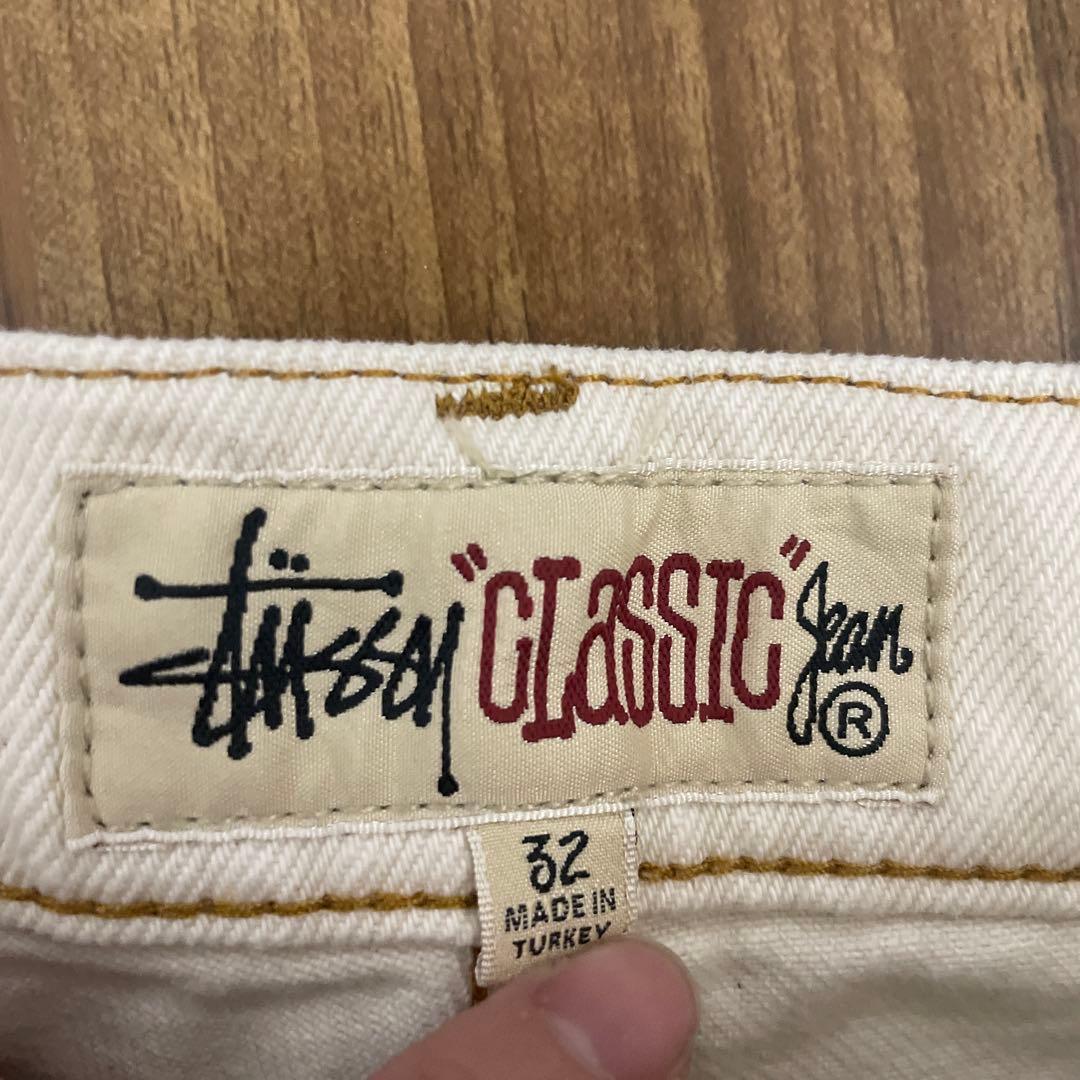 Stüssy "CLaSSIC" Jean ®
32
MADE IN
TURKEY